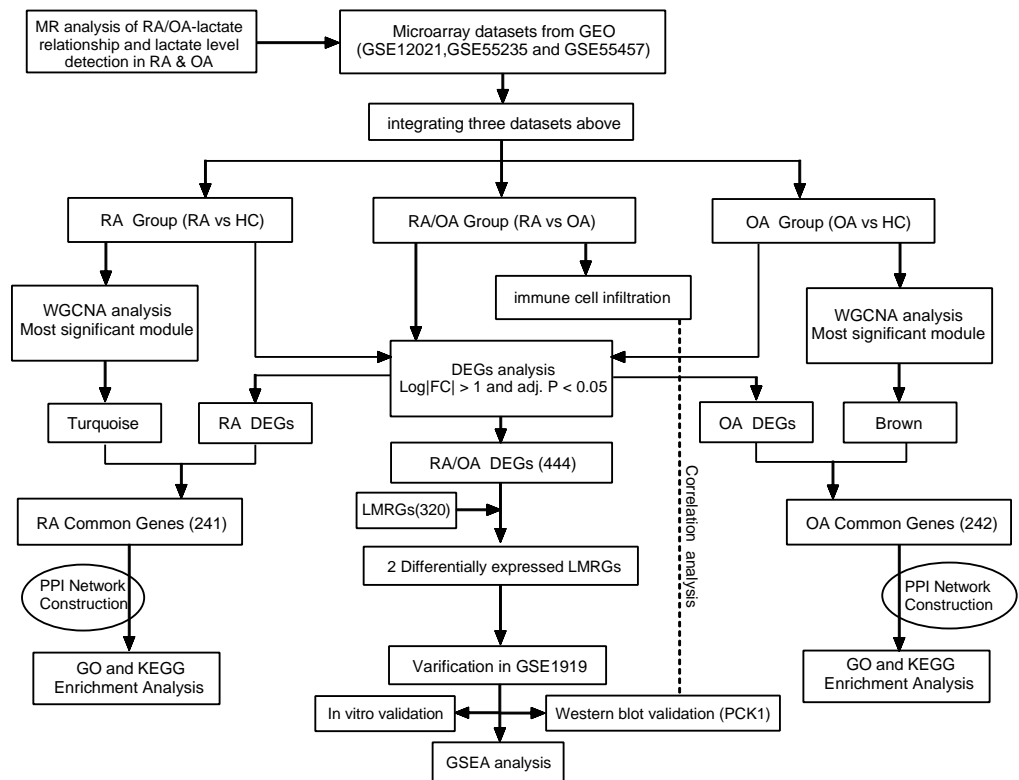 MR analysis of RA/OA-lactate
relationship and lactate level
detection in RA & OA
Microarray datasets from GEO
(GSE12021,GSE55235 and GSE55457)
integrating three datasets above
RA Group (RA vs HC)
RA/OA Group (RA vs OA)
OA Group (OA vs HC)
immune cell infiltration
WGCNA analysis
Most significant module
WGCNA analysis
Most significant module
DEGs analysis
Log|FC| > 1 and adj. P < 0.05
Turquoise
RA DEGs
OA DEGs
Brown
RA/OA DEGs (444)
Correlation analysis
LMRGs(320)
RA Common Genes (241)
OA Common Genes (242)
2 Differentially expressed LMRGs
PPI Network
Construction
PPI Network
Construction
GO and KEGG
Enrichment Analysis
Varification in GSE1919
GO and KEGG
Enrichment Analysis
In vitro validation
Western blot validation (PCK1)
GSEA analysis